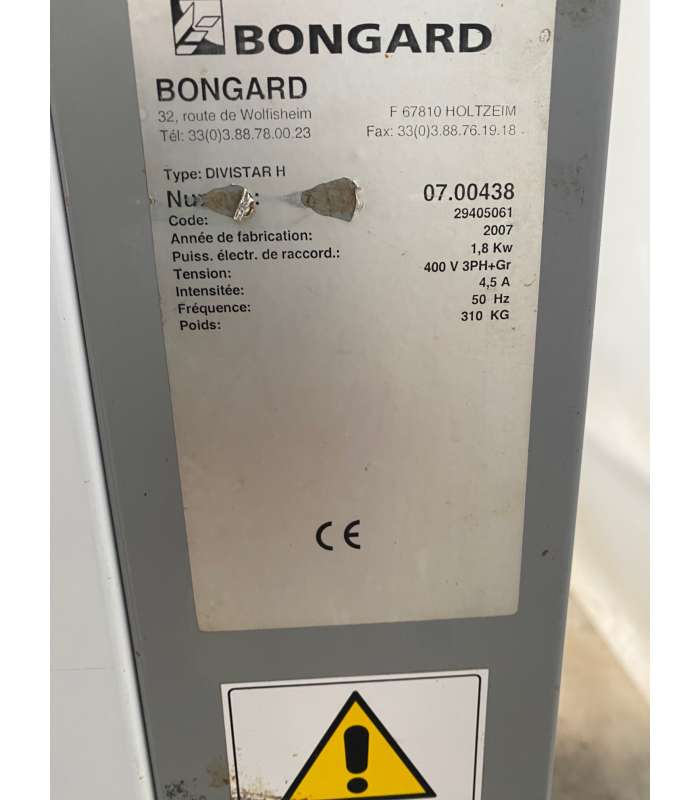 BONGARD
BONGARD
32, route de Wolfisheim F 67810 HOLTZEIM
Tél: 33(0)3.88.78.00.23 Fax: 33(0)3.88.76.19.18
Type: DIVISTAR H
07.00438
Code: 29405061
Année de fabrication: 2007
Puiss. électr. de raccord.: 1,8 Kw
Tension: 400 V 3PH+Gr
Intensitée: 4,5 A
Fréquence: 50 Hz
Poids: 310 KG
CE